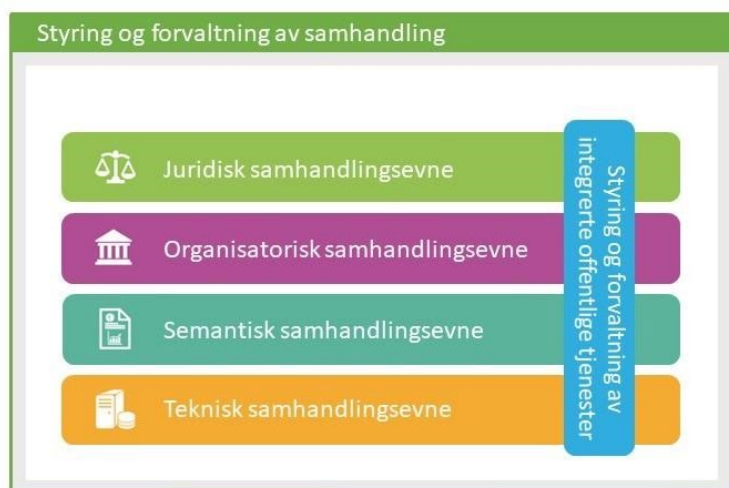 Styring og forvaltning av samhandling
Juridisk samhandlingsevne
Organisatorisk samhandlingsevne
Semantisk samhandlingsevne
Teknisk samhandlingsevne
Styring og forvaltning av
integrerte offentlige tjenester